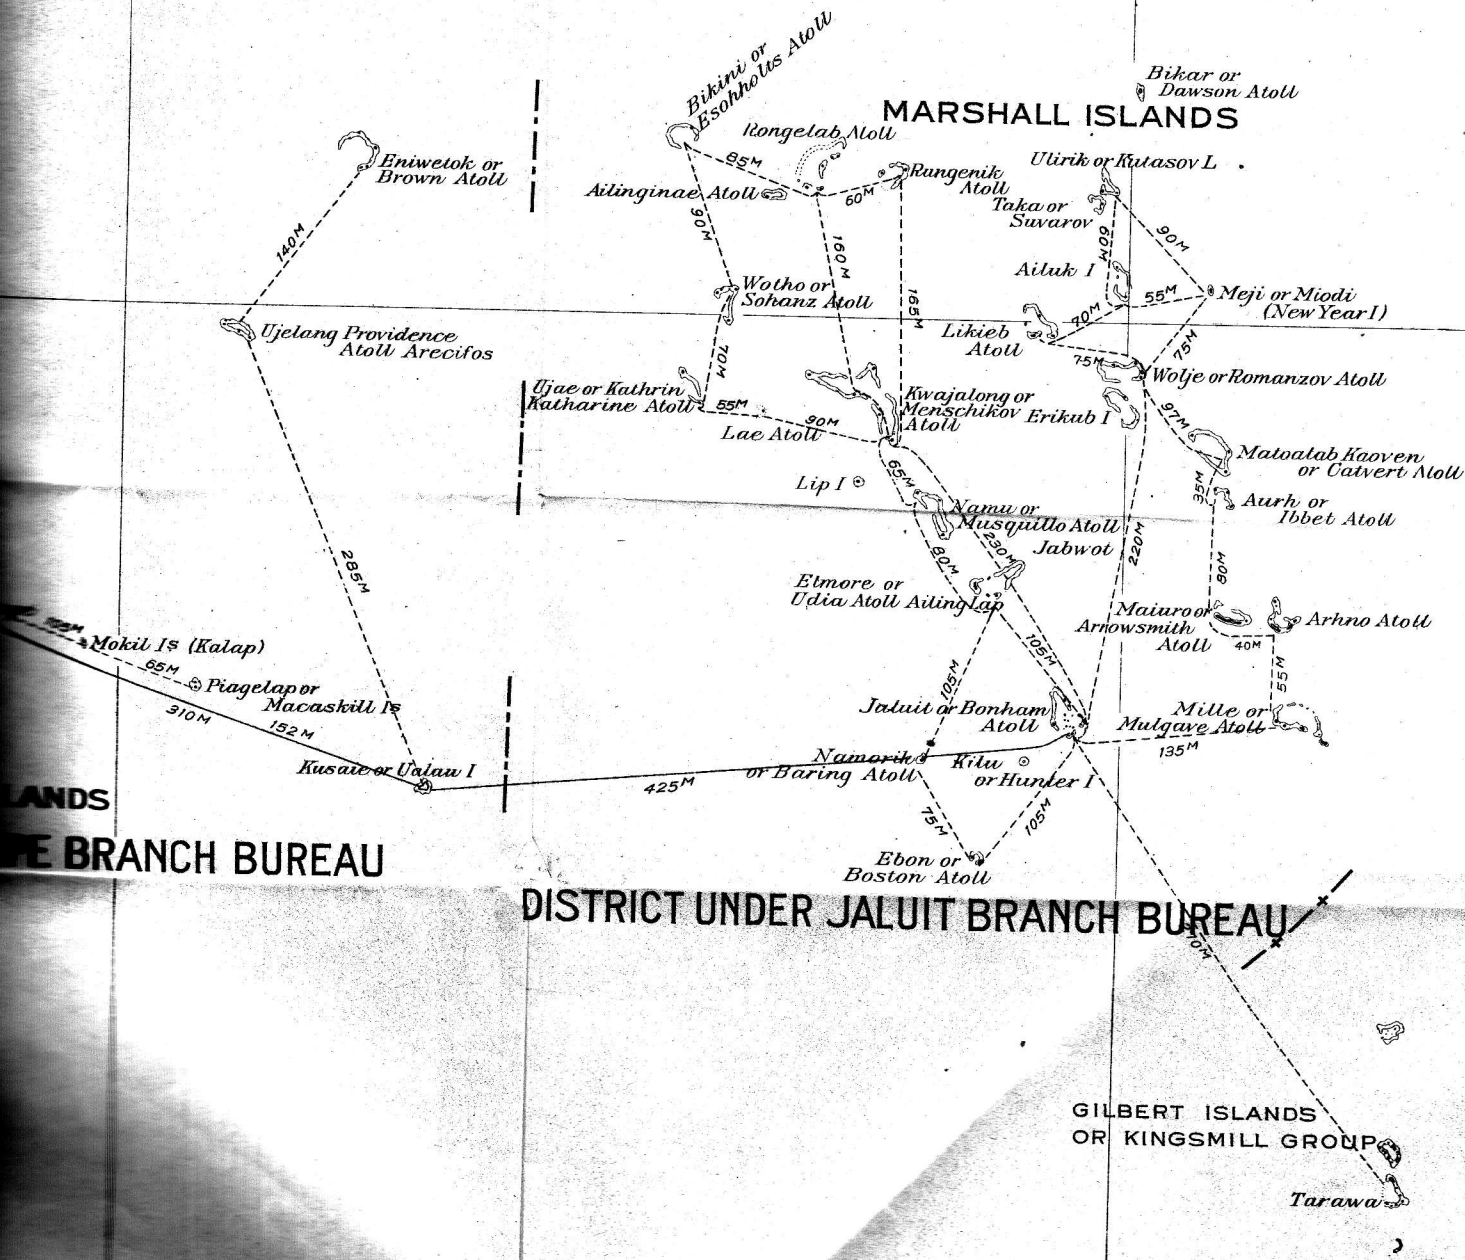 Bikini or
Esohholts Atoll
Bikar or
Dawson Atoll
MARSHALL ISLANDS
Rongelab Atoll
Eniwetok or
Brown Atoll
85M
Ailinginae Atoll
60M
Rungenik
Atoll
Ulirik or Kutasov L
Taka or
Suvarov
60M
90M
140M
90M
160M
Ailuk I
Wotho or
Sohanz Atoll
165M
55M
Meji or Miodi
(New Year I)
70M
Likieb
Atoll
75M
75M
Ujelang Providence
Atoll Arecifos
70M
Wolje or Romanzov Atoll
Ujae or Kathrin
Katharine Atoll
55M
Lae Atoll
90M
Kwajalong or
Menschikov
Atoll
Erikub I
97M
Matoatab Kaoven
or Catvert Atoll
65M
Lip I
35M
Aurh or
Ibbet Atoll
Namu or
Musquillo Atoll
230M
Jabwot
220M
80M
285M
80M
Elmore or
Udia Atoll AilingLap
Maiuro or
Arrowsmith
Atoll
40M
Arhno Atoll
Mokil Is (Kalap)
65M
Piagelap or
Macaskill Is
310M
152M
105M
105M
55M
Jaluit or Bonham
Atoll
Mille or
Mulgave Atoll
135M
Kusaie or Ualau I
425M
Namorik
or Baring Atoll
Kilu
or Hunter I
75M
105M
LANDS
BRANCH BUREAU
Ebon or
Boston Atoll
DISTRICT UNDER JALUIT BRANCH BUREAU
GILBERT ISLANDS
OR KINGSMILL GROUP
Tarawa